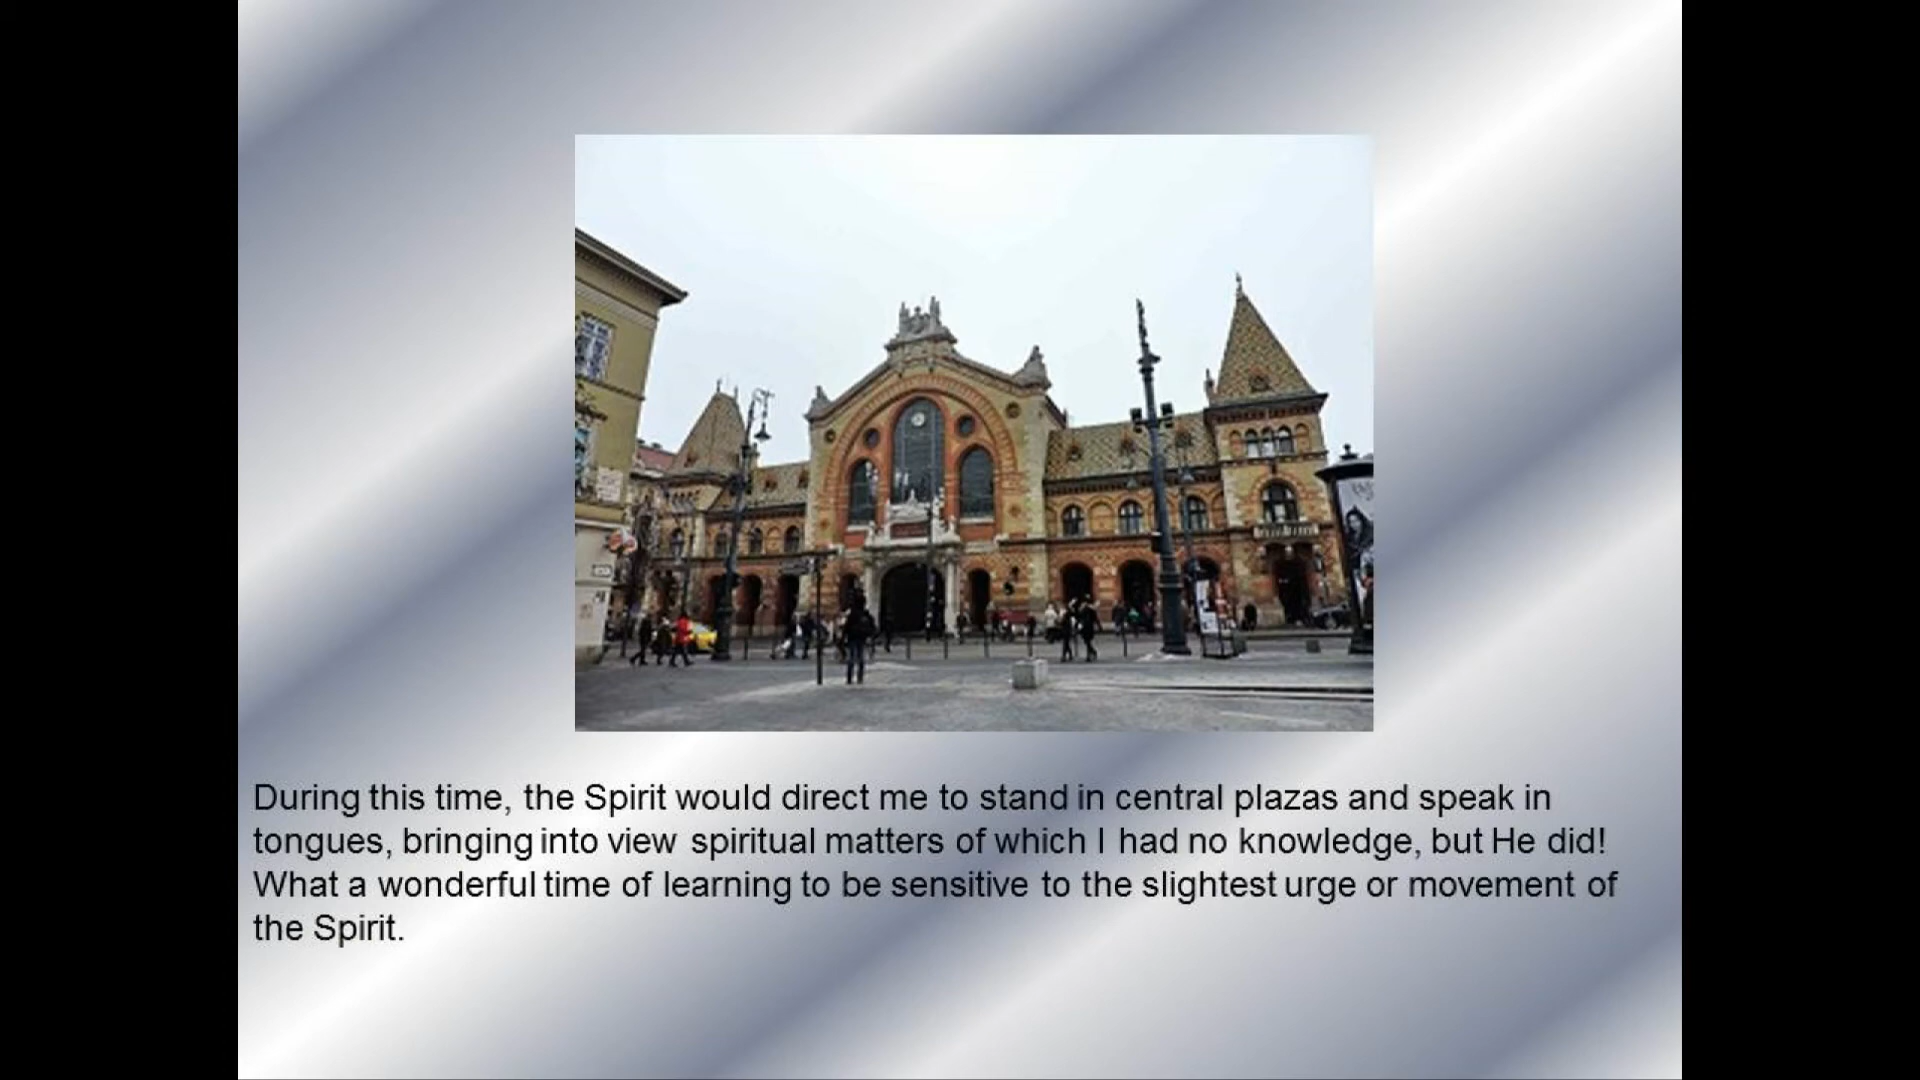 During this time, the Spirit would direct me to stand in central plazas and speak in
tongues, bringing into view spiritual matters of which I had no knowledge, but He did!
What a wonderful time of learning to be sensitive to the slightest urge or movement of
the Spirit.